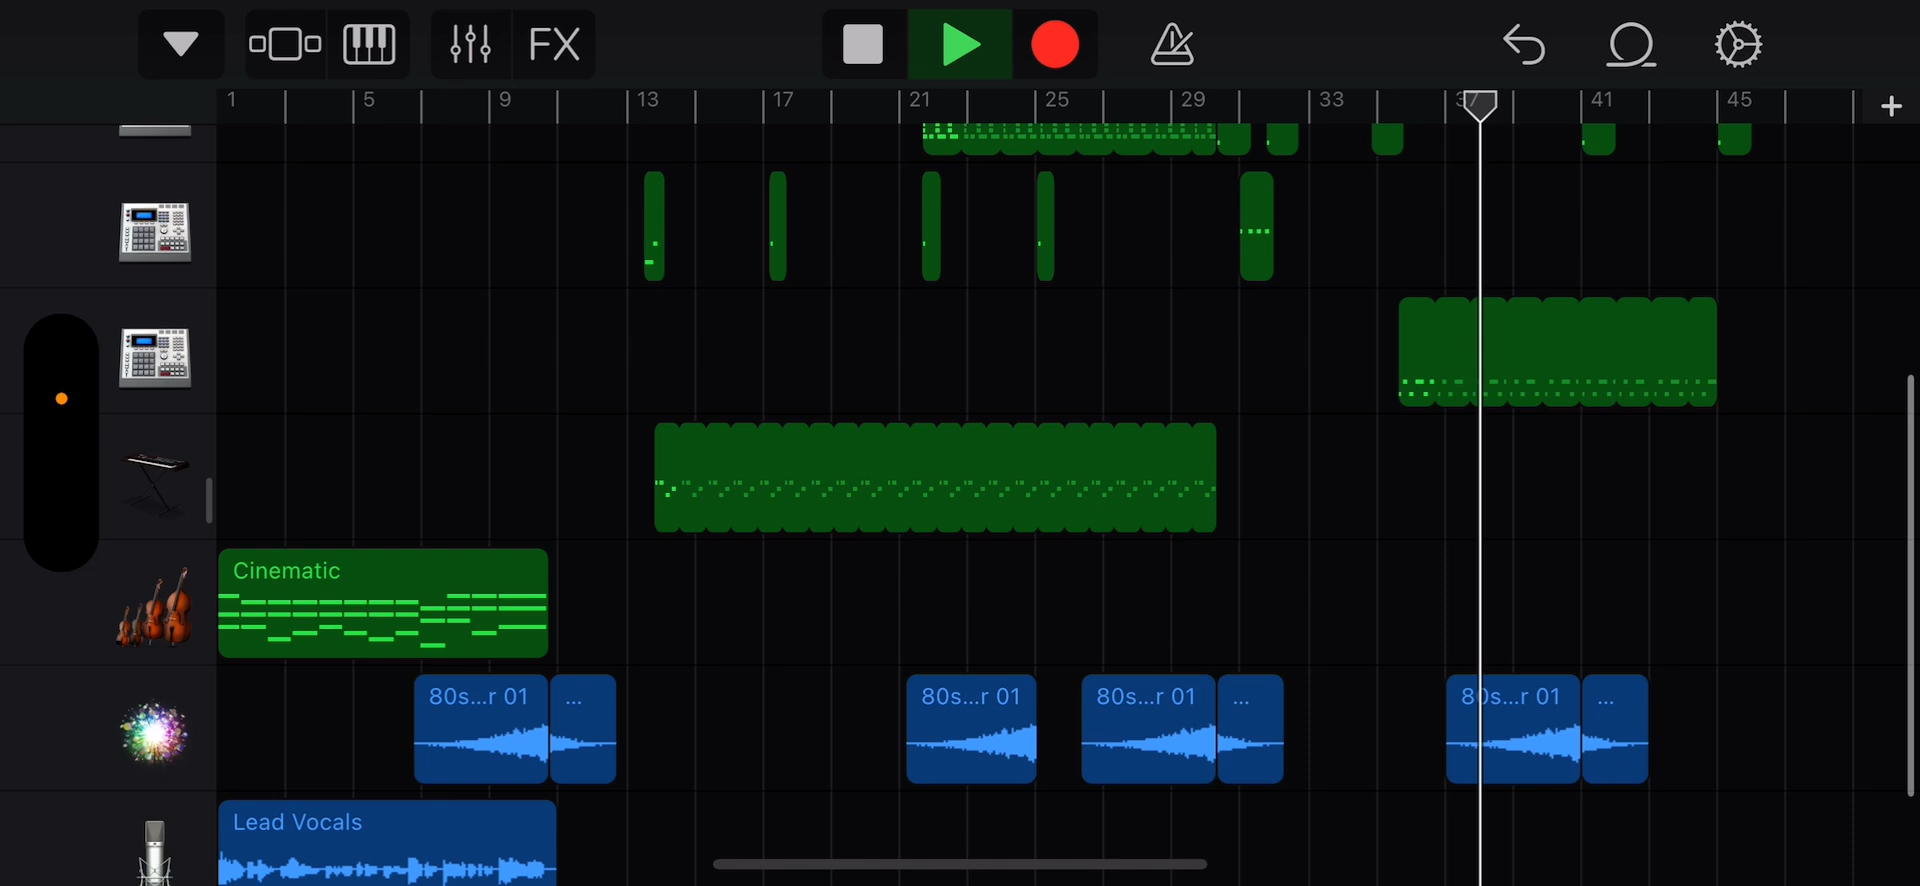 FX
1 5 9 13 17 21 25 29 33 37 41 45 +
Cinematic
80s...r 01 ... 80s...r 01 80s...r 01 ... 80s...r 01 ...
Lead Vocals